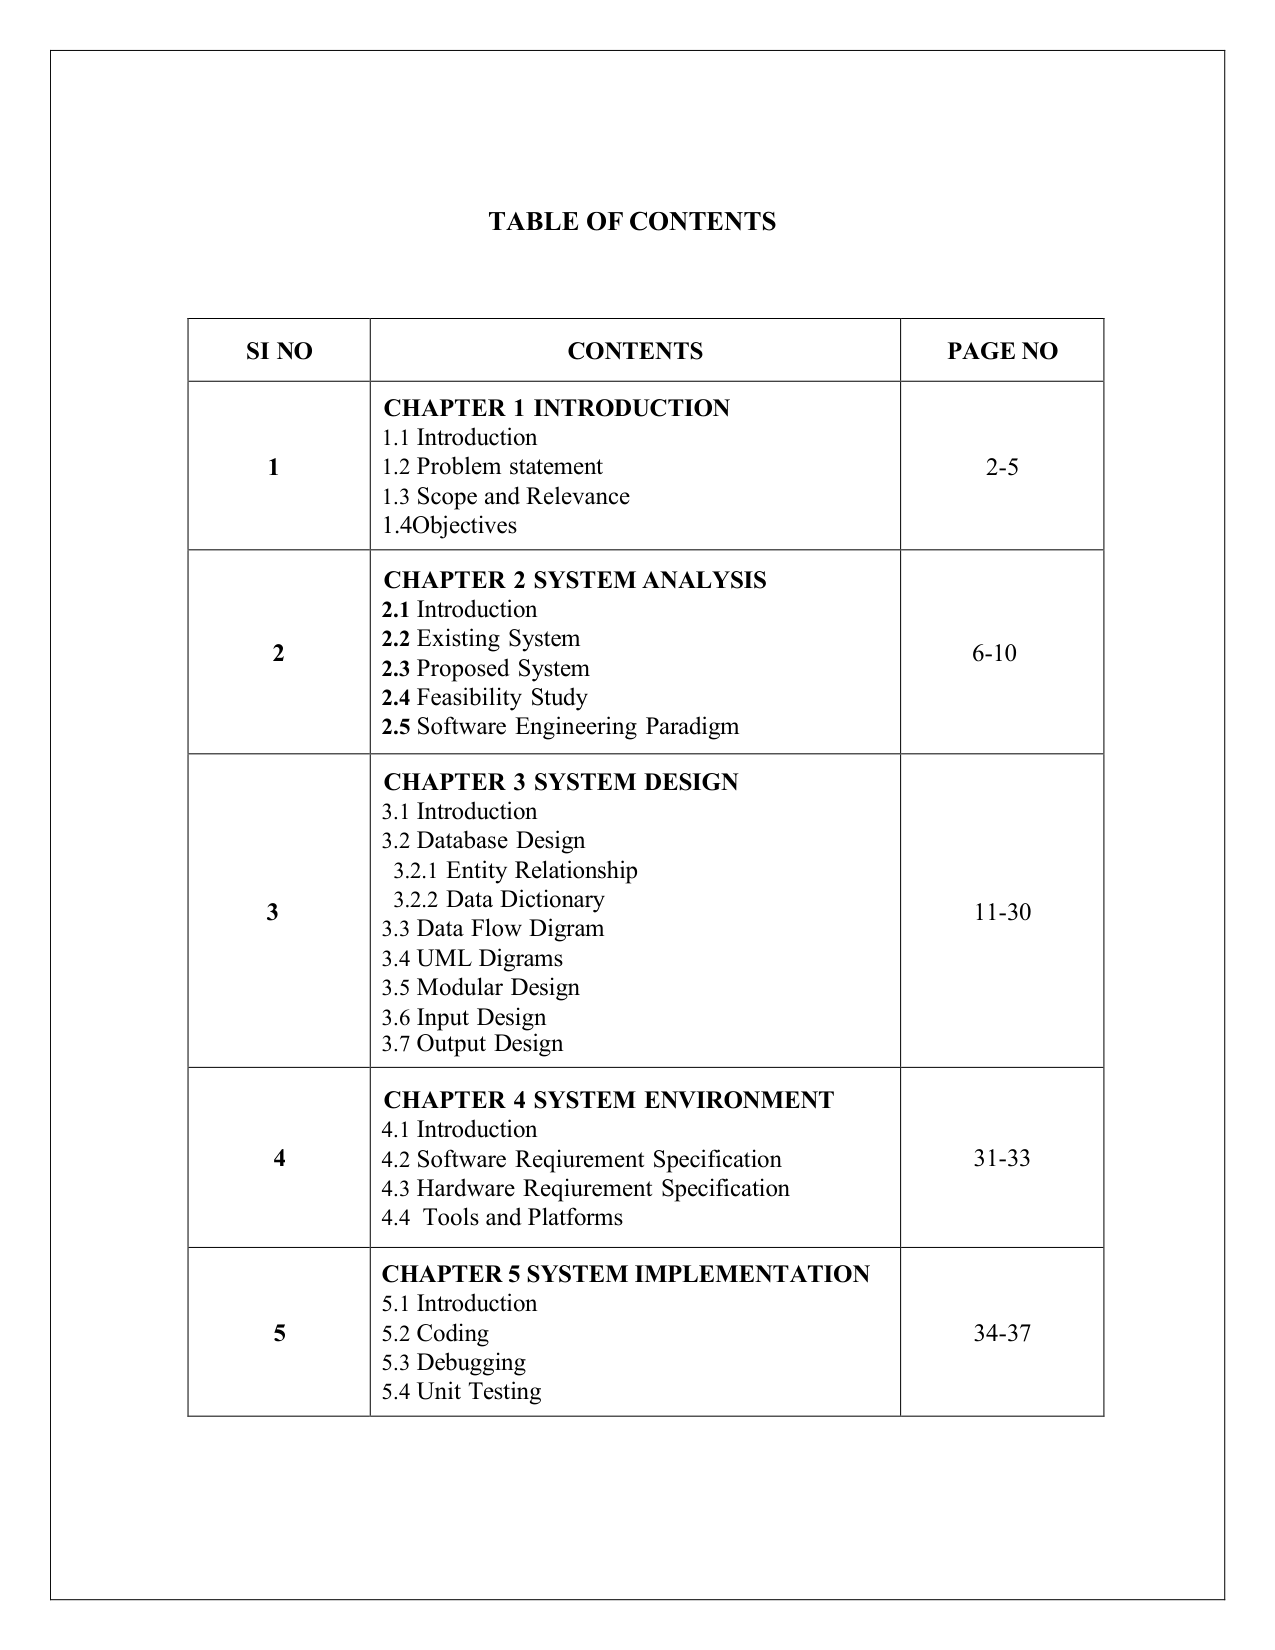 TABLE OF CONTENTS
SI NO CONTENTS PAGE NO
CHAPTER 1 INTRODUCTION
1.1 Introduction
1 1.2 Problem statement 2-5
1.3 Scope and Relevance
1.4Objectives
CHAPTER 2 SYSTEM ANALYSIS
2.1 Introduction
2.2 Existing System
2 2.3 Proposed System 6-10
2.4 Feasibility Study
2.5 Software Engineering Paradigm
CHAPTER 3 SYSTEM DESIGN
3.1 Introduction
3.2 Database Design
3.2.1 Entity Relationship
3.2.2 Data Dictionary
3 3.3 Data Flow Digram 11-30
3.4 UML Digrams
3.5 Modular Design
3.6 Input Design
3.7 Output Design
CHAPTER 4 SYSTEM ENVIRONMENT
4.1 Introduction
4 4.2 Software Reqiurement Specification 31-33
4.3 Hardware Reqiurement Specification
4.4 Tools and Platforms
CHAPTER 5 SYSTEM IMPLEMENTATION
5.1 Introduction
5 5.2 Coding 34-37
5.3 Debugging
5.4 Unit Testing